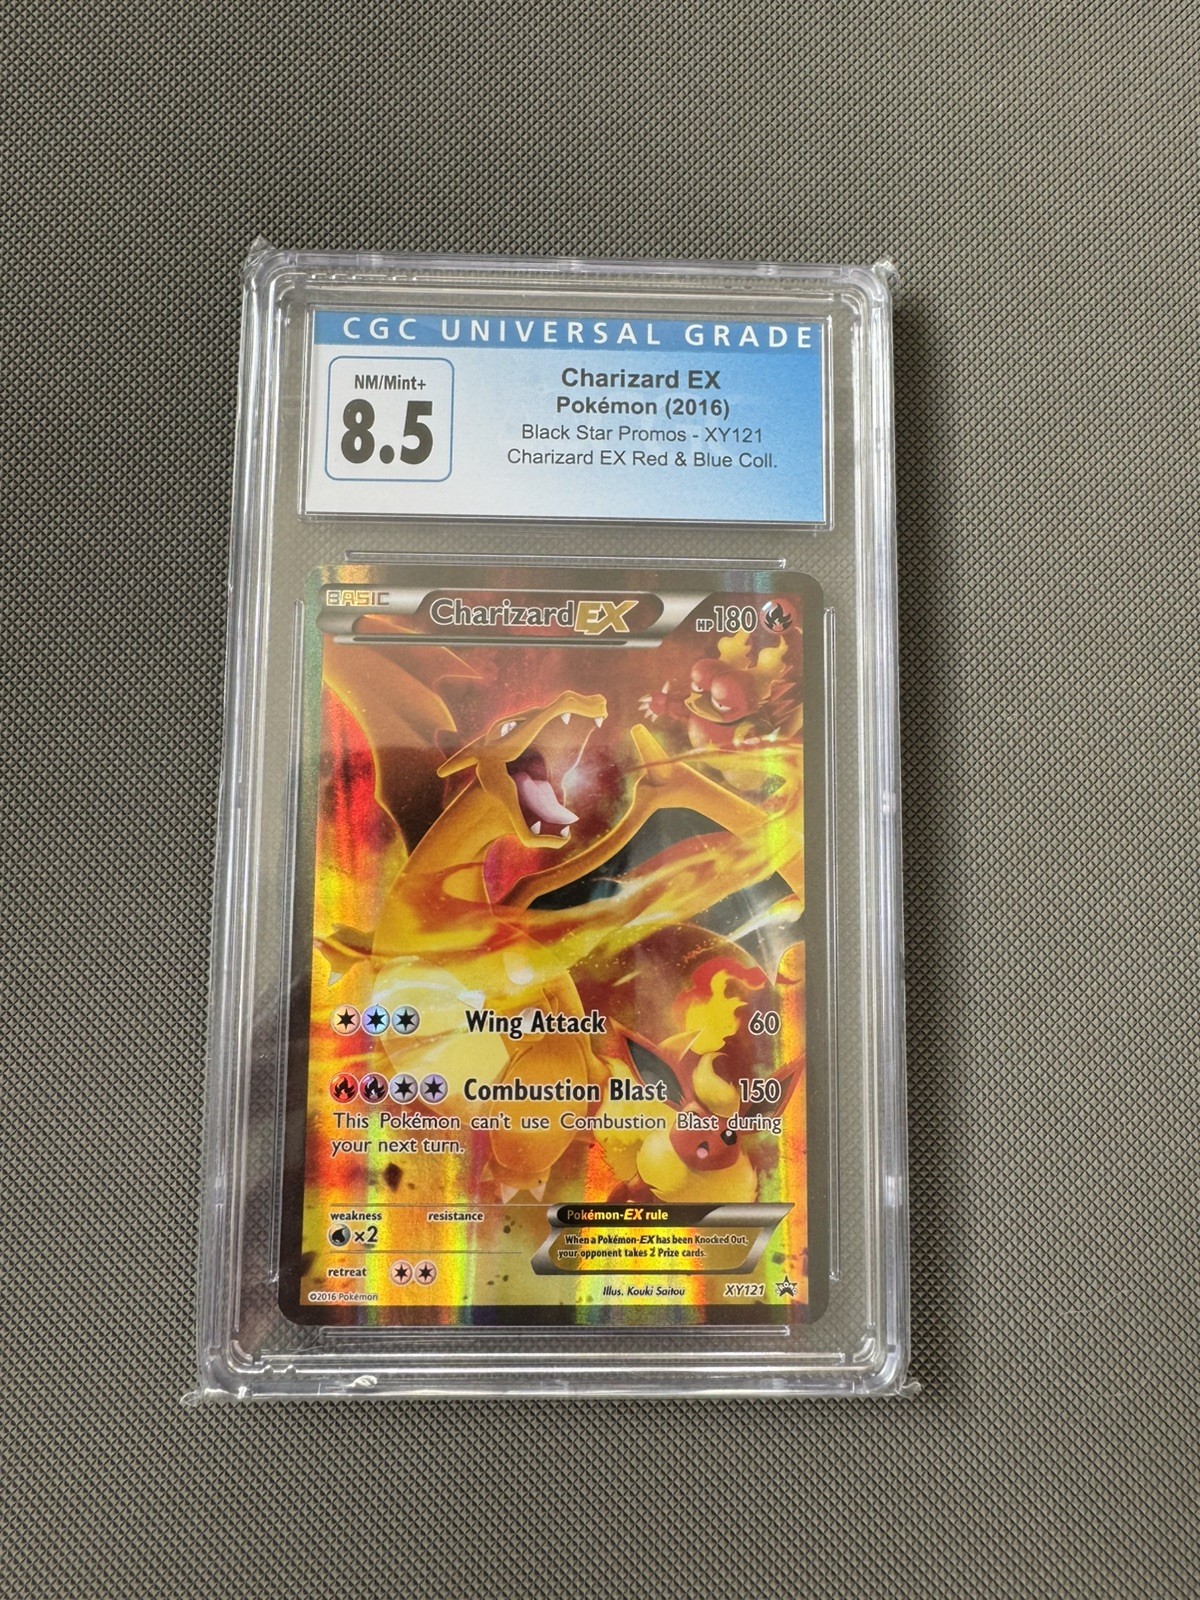 CGC UNIVERSAL GRADE
NM/Mint+
8.5
Charizard EX
Pokémon (2016)
Black Star Promos - XY121
Charizard EX Red & Blue Coll.
BASIC
Charizard EX
HP 180
Wing Attack 60
Combustion Blast 150
This Pokémon can't use Combustion Blast during
your next turn.
weakness resistance
×2
retreat
Pokémon-EX rule
When a Pokémon-EX has been Knocked Out,
your opponent takes 2 Prize cards.
©2016 Pokémon
Illus. Kouki Saitou
XY121